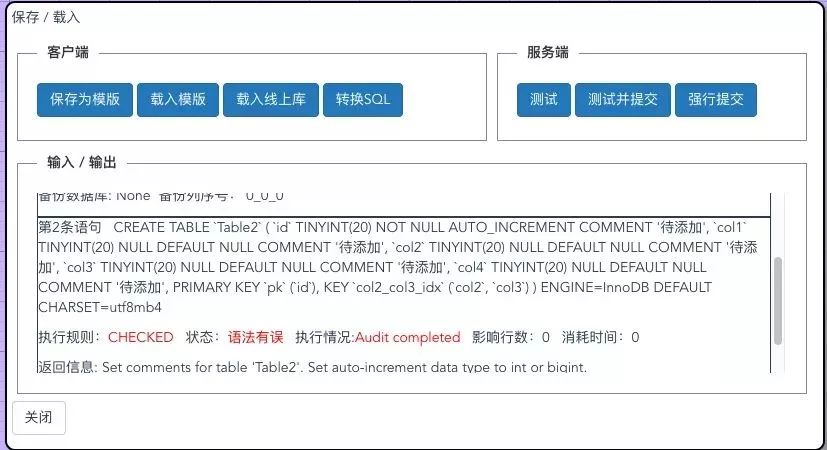 保存 / 载入
客户端
服务端
保存为模版 载入模版 载入线上库 转换SQL
测试 测试并提交 强行提交
输入 / 输出
备份数据库: None 备份列序号： 0_0_0
第2条语句 CREATE TABLE `Table2` ( `id` TINYINT(20) NOT NULL AUTO_INCREMENT COMMENT '待添加', `col1`
TINYINT(20) NULL DEFAULT NULL COMMENT '待添加', `col2` TINYINT(20) NULL DEFAULT NULL COMMENT '待添
加', `col3` TINYINT(20) NULL DEFAULT NULL COMMENT '待添加', `col4` TINYINT(20) NULL DEFAULT NULL
COMMENT '待添加', PRIMARY KEY `pk` (`id`), KEY `col2_col3_idx` (`col2`, `col3`) ) ENGINE=InnoDB DEFAULT
CHARSET=utf8mb4
执行规则：CHECKED 状态：语法有误 执行情况:Audit completed 影响行数：0 消耗时间：0
返回信息: Set comments for table 'Table2'. Set auto-increment data type to int or bigint.
关闭